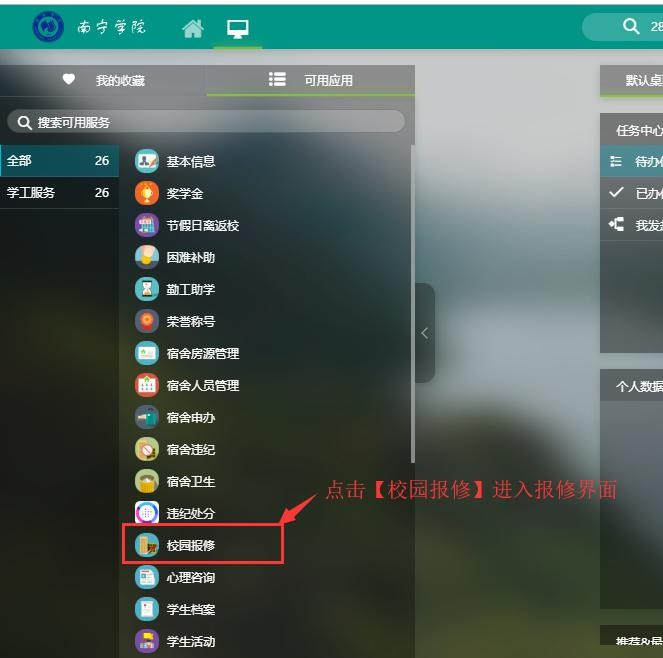 南宁学院
28
我的收藏
可用应用
默认桌
搜索可用服务
任务中心
全部 26
学工服务 26
基本信息
奖学金
节假日离返校
困难补助
勤工助学
荣誉称号
宿舍房源管理
宿舍人员管理
宿舍申办
宿舍违纪
宿舍卫生
违纪处分
校园报修
心理咨询
学生档案
学生活动
待办
已办
我发
个人数据
点击【校园报修】进入报修界面
推荐&最